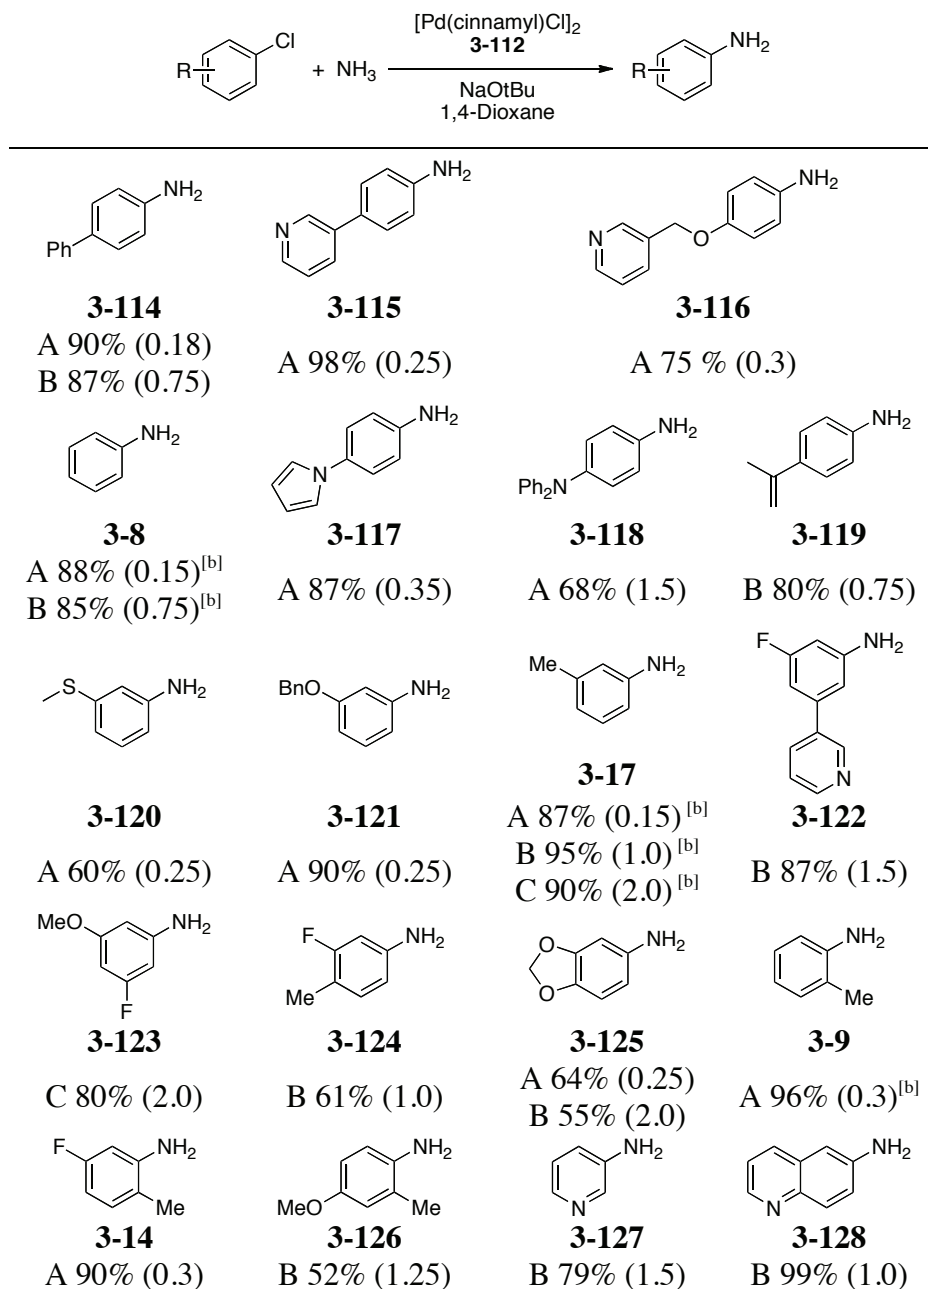 [Pd(cinnamyl)Cl]2
3-112
R Cl + NH3 NaOtBu R NH2
1,4-Dioxane
NH2 Ph
NH2 N
NH2 N O
3-114 3-115 3-116
A 90% (0.18)
B 87% (0.75)
A 98% (0.25)
A 75 % (0.3)
NH2
NH2 N
NH2 Ph2N
NH2
3-8 3-117 3-118 3-119
A 88% (0.15)[b]
B 85% (0.75)[b]
A 87% (0.35)
A 68% (1.5)
B 80% (0.75)
S NH2
BnO NH2
Me NH2
F NH2 N
3-120 3-121 3-17 3-122
A 60% (0.25)
A 90% (0.25)
A 87% (0.15) [b]
B 95% (1.0) [b]
C 90% (2.0) [b]
B 87% (1.5)
MeO NH2 F
F NH2 Me
O NH2 O
NH2 Me
3-123 3-124 3-125 3-9
C 80% (2.0)
B 61% (1.0)
A 64% (0.25)
B 55% (2.0)
A 96% (0.3)[b]
F NH2 Me
NH2 MeO Me
NH2 N
NH2 N
3-14 3-126 3-127 3-128
A 90% (0.3) B 52% (1.25) B 79% (1.5) B 99% (1.0)